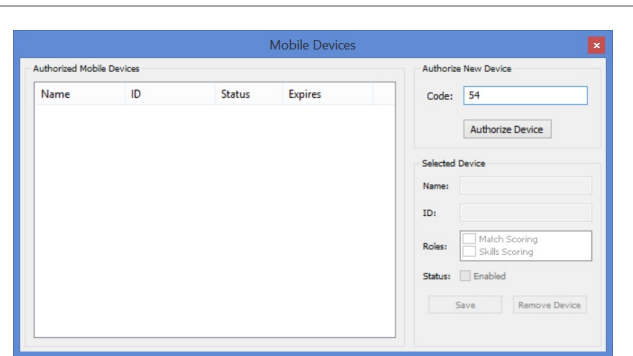 Mobile Devices
x
Authorized Mobile Devices
Name ID Status Expires
Authorize New Device
Code: 54
Authorize Device
Selected Device
Name:
ID:
Roles: Match Scoring
Skills Scoring
Status: Enabled
Save Remove Device